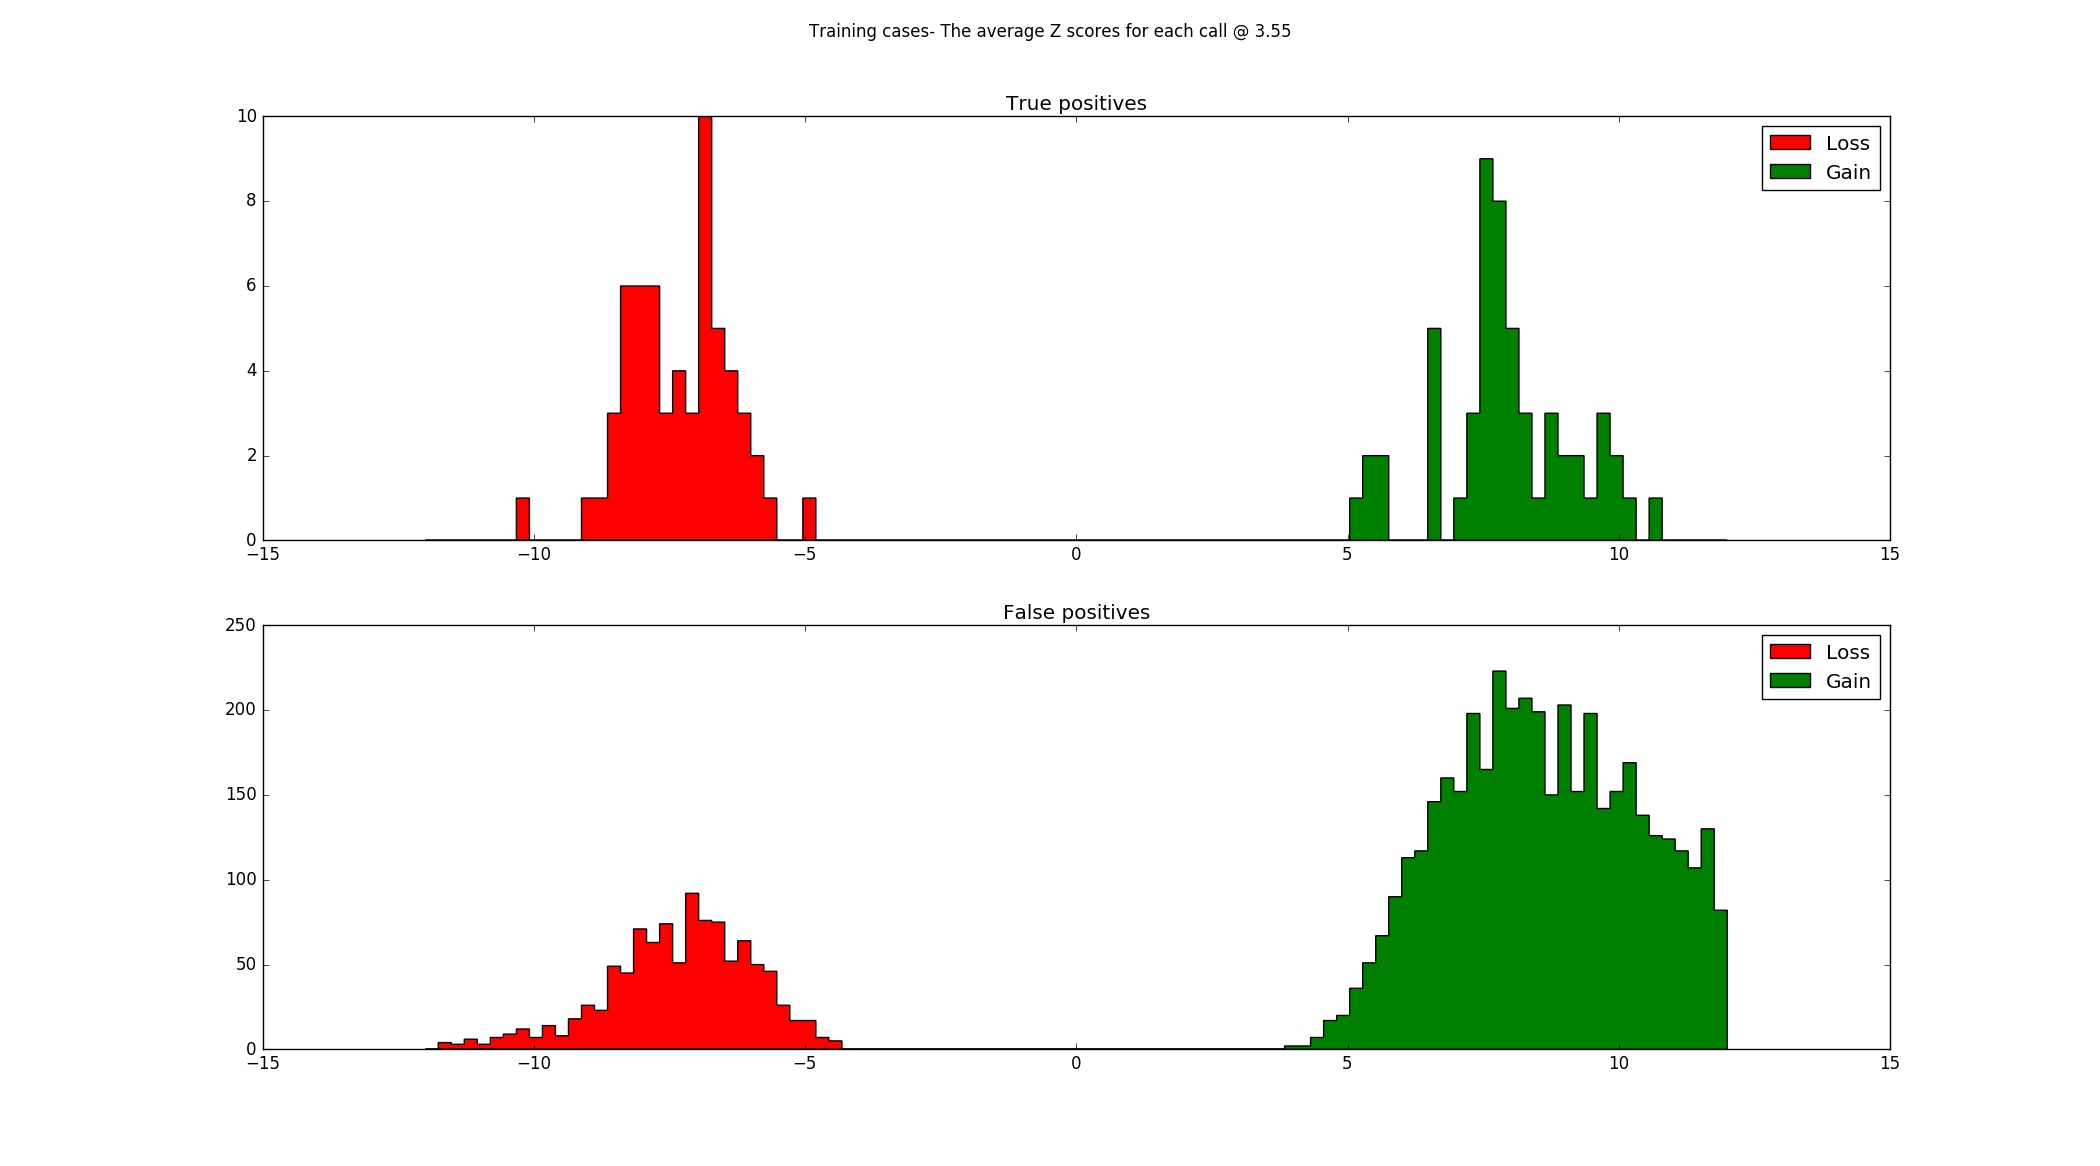 Training cases- The average Z scores for each call @ 3.55
True positives
10
8
6
4
2
0
Loss
Gain
−15 −10 −5 0 5 10 15
False positives
250
200
150
100
50
0
Loss
Gain
−15 −10 −5 0 5 10 15